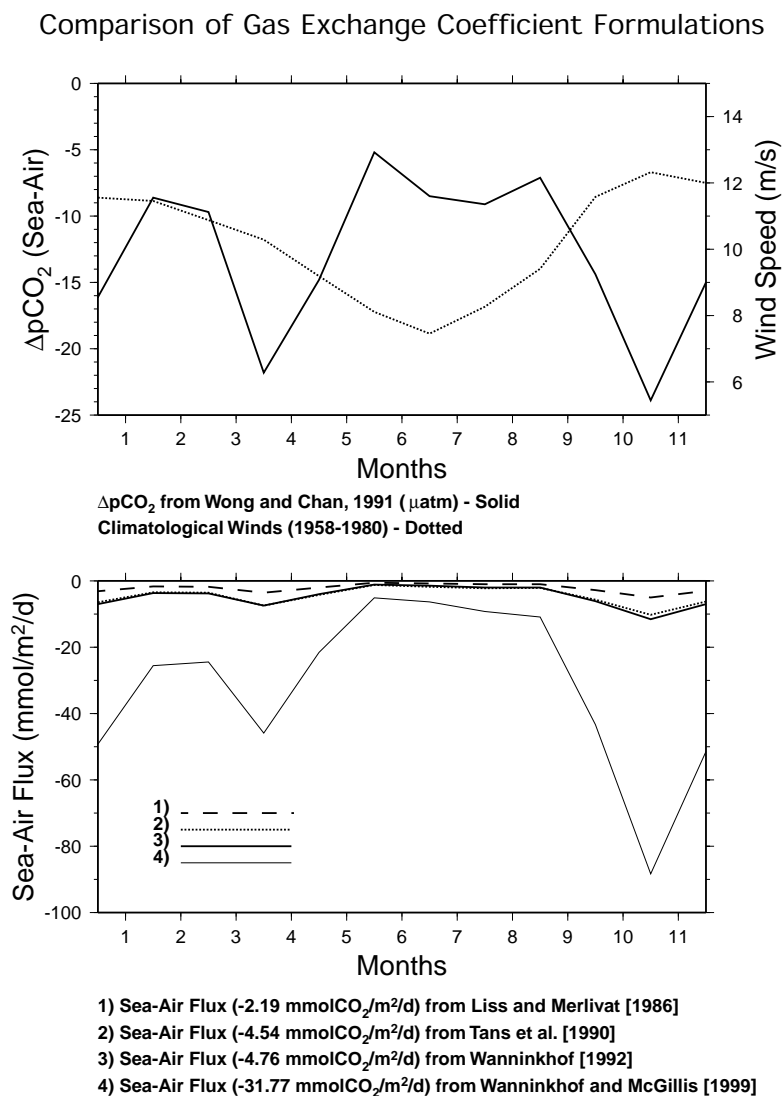 Comparison of Gas Exchange Coefficient Formulations
0
-5
-10
-15
-20
-25
ΔpCO₂ (Sea-Air)
14
12
10
8
6
Wind Speed (m/s)
1 2 3 4 5 6 7 8 9 10 11
Months
ΔpCO₂ from Wong and Chan, 1991 (μatm) - Solid
Climatological Winds (1958-1980) - Dotted
0
-20
-40
-60
-80
-100
Sea-Air Flux (mmol/m²/d)
1)
2)
3)
4)
1 2 3 4 5 6 7 8 9 10 11
Months
1) Sea-Air Flux (-2.19 mmolCO₂/m²/d) from Liss and Merlivat [1986]
2) Sea-Air Flux (-4.54 mmolCO₂/m²/d) from Tans et al. [1990]
3) Sea-Air Flux (-4.76 mmolCO₂/m²/d) from Wanninkhof [1992]
4) Sea-Air Flux (-31.77 mmolCO₂/m²/d) from Wanninkhof and McGillis [1999]